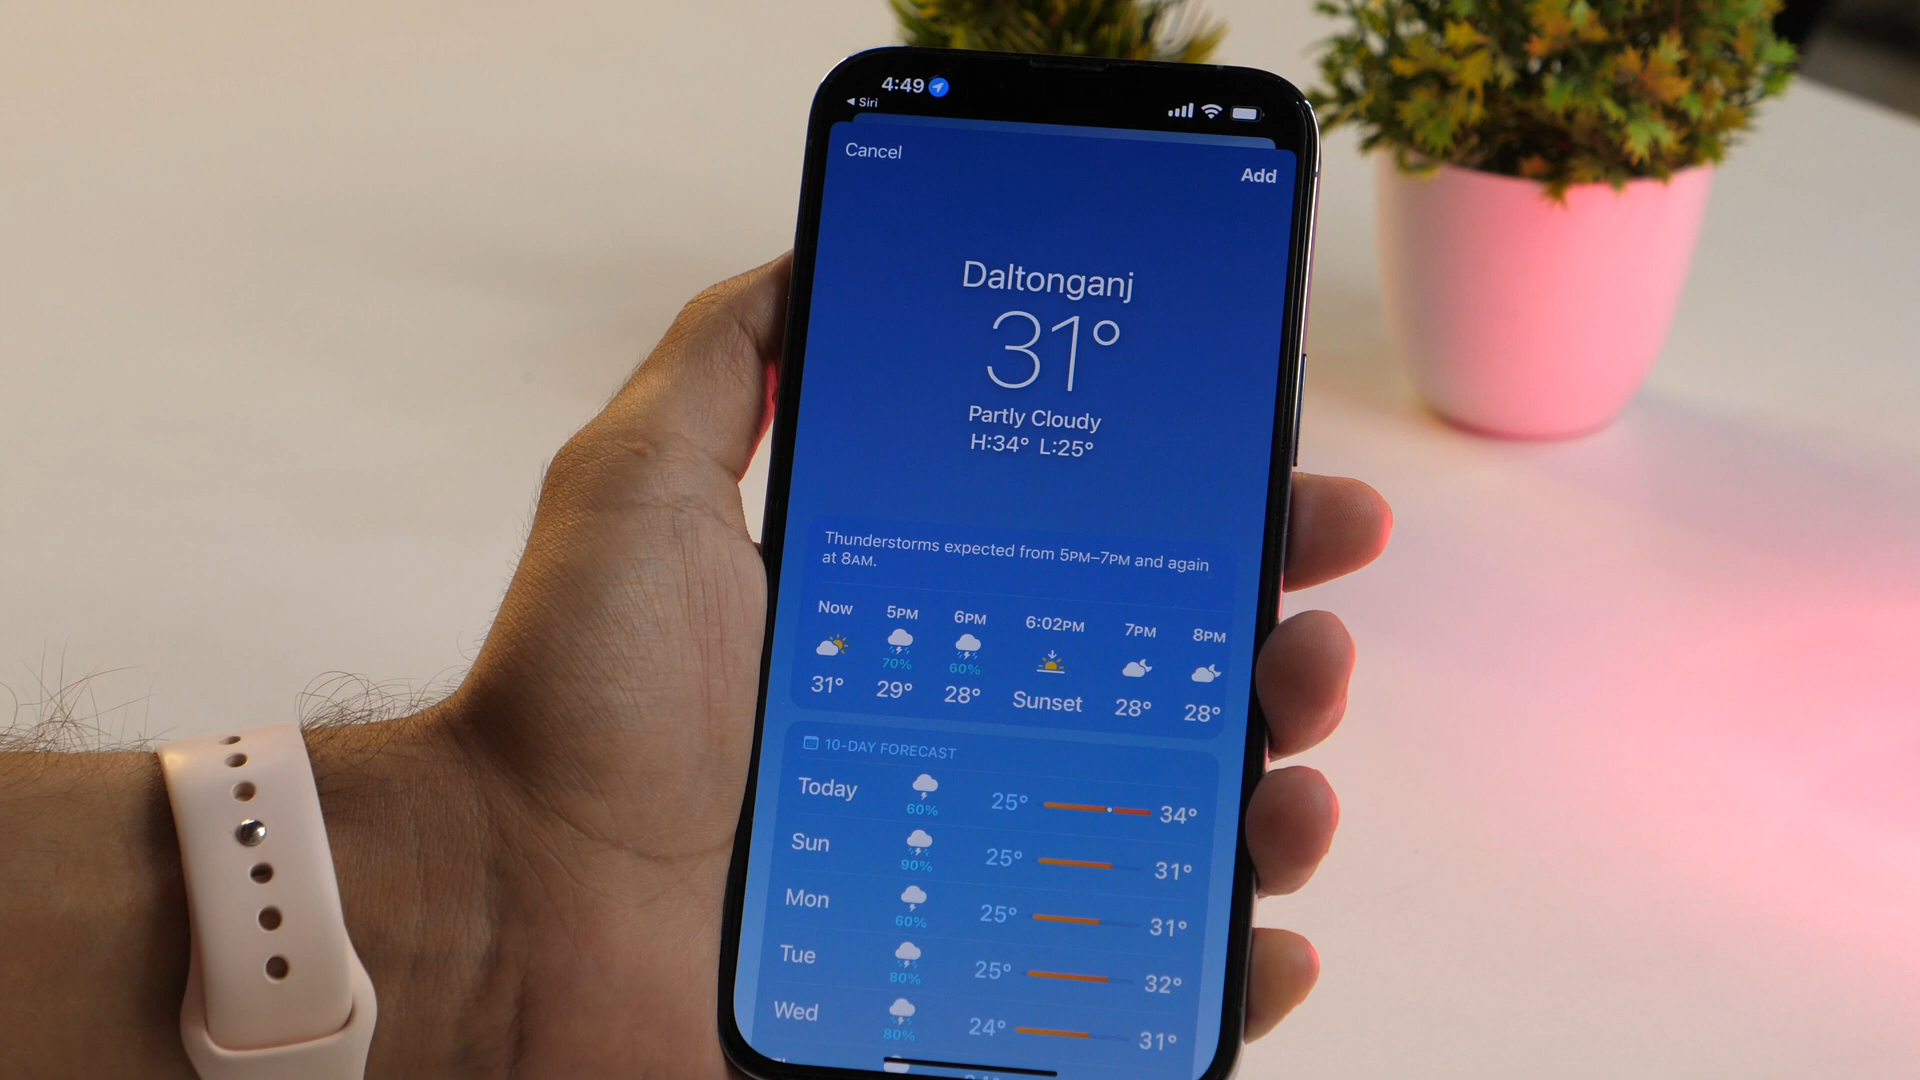 4:49
◀ Siri
Cancel
Add
Daltonganj
31°
Partly Cloudy
H:34° L:25°
Thunderstorms expected from 5PM–7PM and again
at 8AM.
Now 5PM 6PM 6:02PM 7PM 8PM
70% 60%
31° 29° 28° Sunset 28° 28°
10-DAY FORECAST
Today 60% 25° 34°
Sun 90% 25° 31°
Mon 60% 25° 31°
Tue 80% 25° 32°
Wed 80% 24° 31°